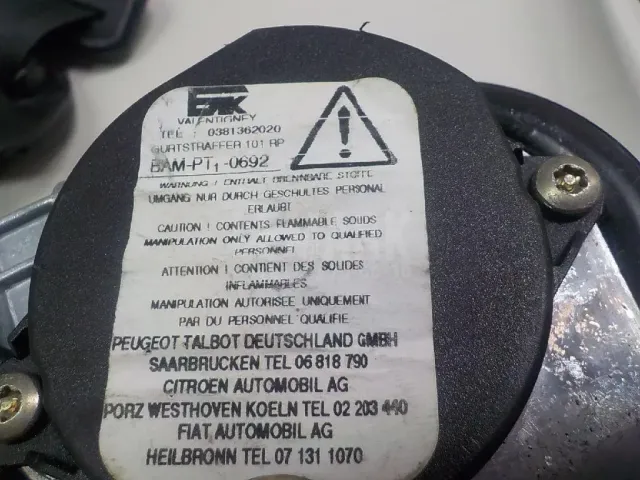 EAK
VALENTIGNEY
TEL : 0381362020
GURTSTRAFFER 101 RP
BAM-PT1-0692
WARNUNG / ENTHALT BRENNBARE STOFFE
UMGANG NUR DURCH GESCHULTES PERSONAL
ERLAUBT
CAUTION ! CONTENTS FLAMMABLE SOLIDS
MANIPULATION ONLY ALLOWED TO QUALIFIED
PERSONNEL
ATTENTION ! CONTIENT DES SOLIDES
INFLAMMABLES
MANIPULATION AUTORISEE UNIQUEMENT
PAR DU PERSONNEL QUALIFIE
PEUGEOT TALBOT DEUTSCHLAND GMBH
SAARBRUCKEN TEL 06 818 790
CITROEN AUTOMOBIL AG
PORZ WESTHOVEN KOELN TEL 02 203 440
FIAT AUTOMOBIL AG
HEILBRONN TEL 07 131 1070